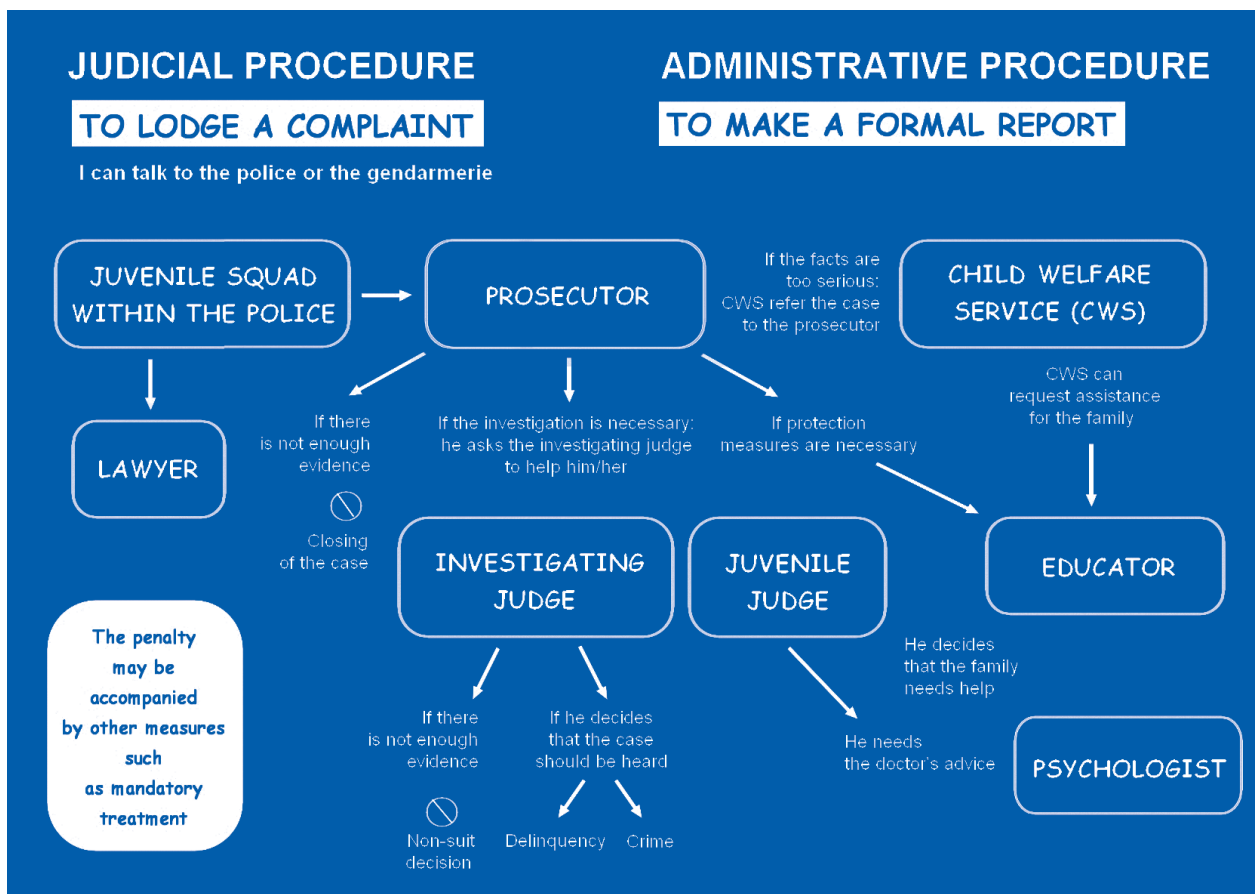 JUDICIAL PROCEDURE
TO LODGE A COMPLAINT
I can talk to the police or the gendarmerie
ADMINISTRATIVE PROCEDURE
TO MAKE A FORMAL REPORT
JUVENILE SQUAD
WITHIN THE POLICE
PROSECUTOR
If the facts are
too serious:
CWS refer the case
to the prosecutor
CHILD WELFARE
SERVICE (CWS)
LAWYER
If there
is not enough
evidence
Closing
of the case
If the investigation is necessary:
he asks the investigating judge
to help him/her
If protection
measures are necessary
CWS can
request assistance
for the family
INVESTIGATING
JUDGE
JUVENILE
JUDGE
EDUCATOR
The penalty
may be
accompanied
by other measures
such
as mandatory
treatment
If there
is not enough
evidence
Non-suit
decision
If he decides
that the case
should be heard
Delinquency
Crime
He decides
that the family
needs help
He needs
the doctor's advice
PSYCHOLOGIST